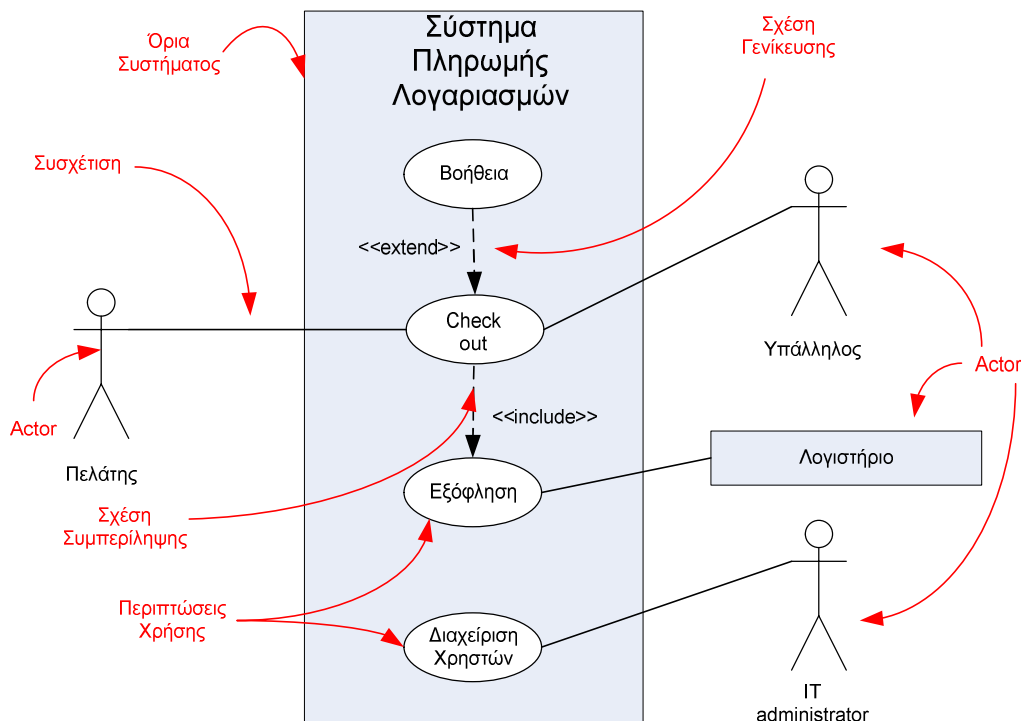 Όρια
Συστήματος
Σύστημα
Πληρωμής
Λογαριασμών
Σχέση
Γενίκευσης
Συσχέτιση
Βοήθεια
<<extend>>
Check
out
Υπάλληλος
Actor
Actor
<<include>>
Πελάτης
Λογιστήριο
Εξόφληση
Σχέση
Συμπερίληψης
Περιπτώσεις
Χρήσης
Διαχείριση
Χρηστών
IT
administrator